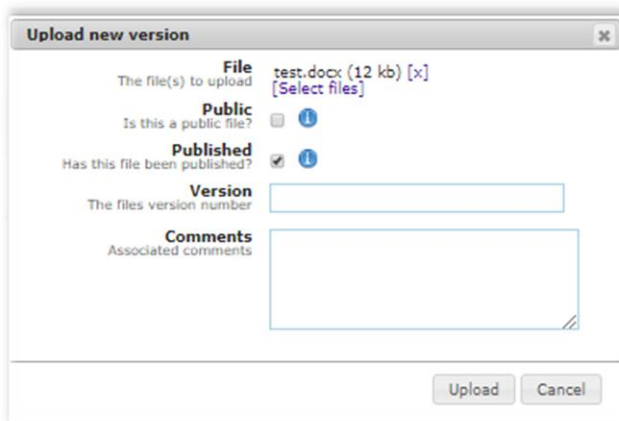 Upload new version
File
The file(s) to upload
test.docx (12 kb) [x]
[Select files]
Public
Is this a public file?
Published
Has this file been published?
Version
The files version number
Comments
Associated comments
Upload Cancel